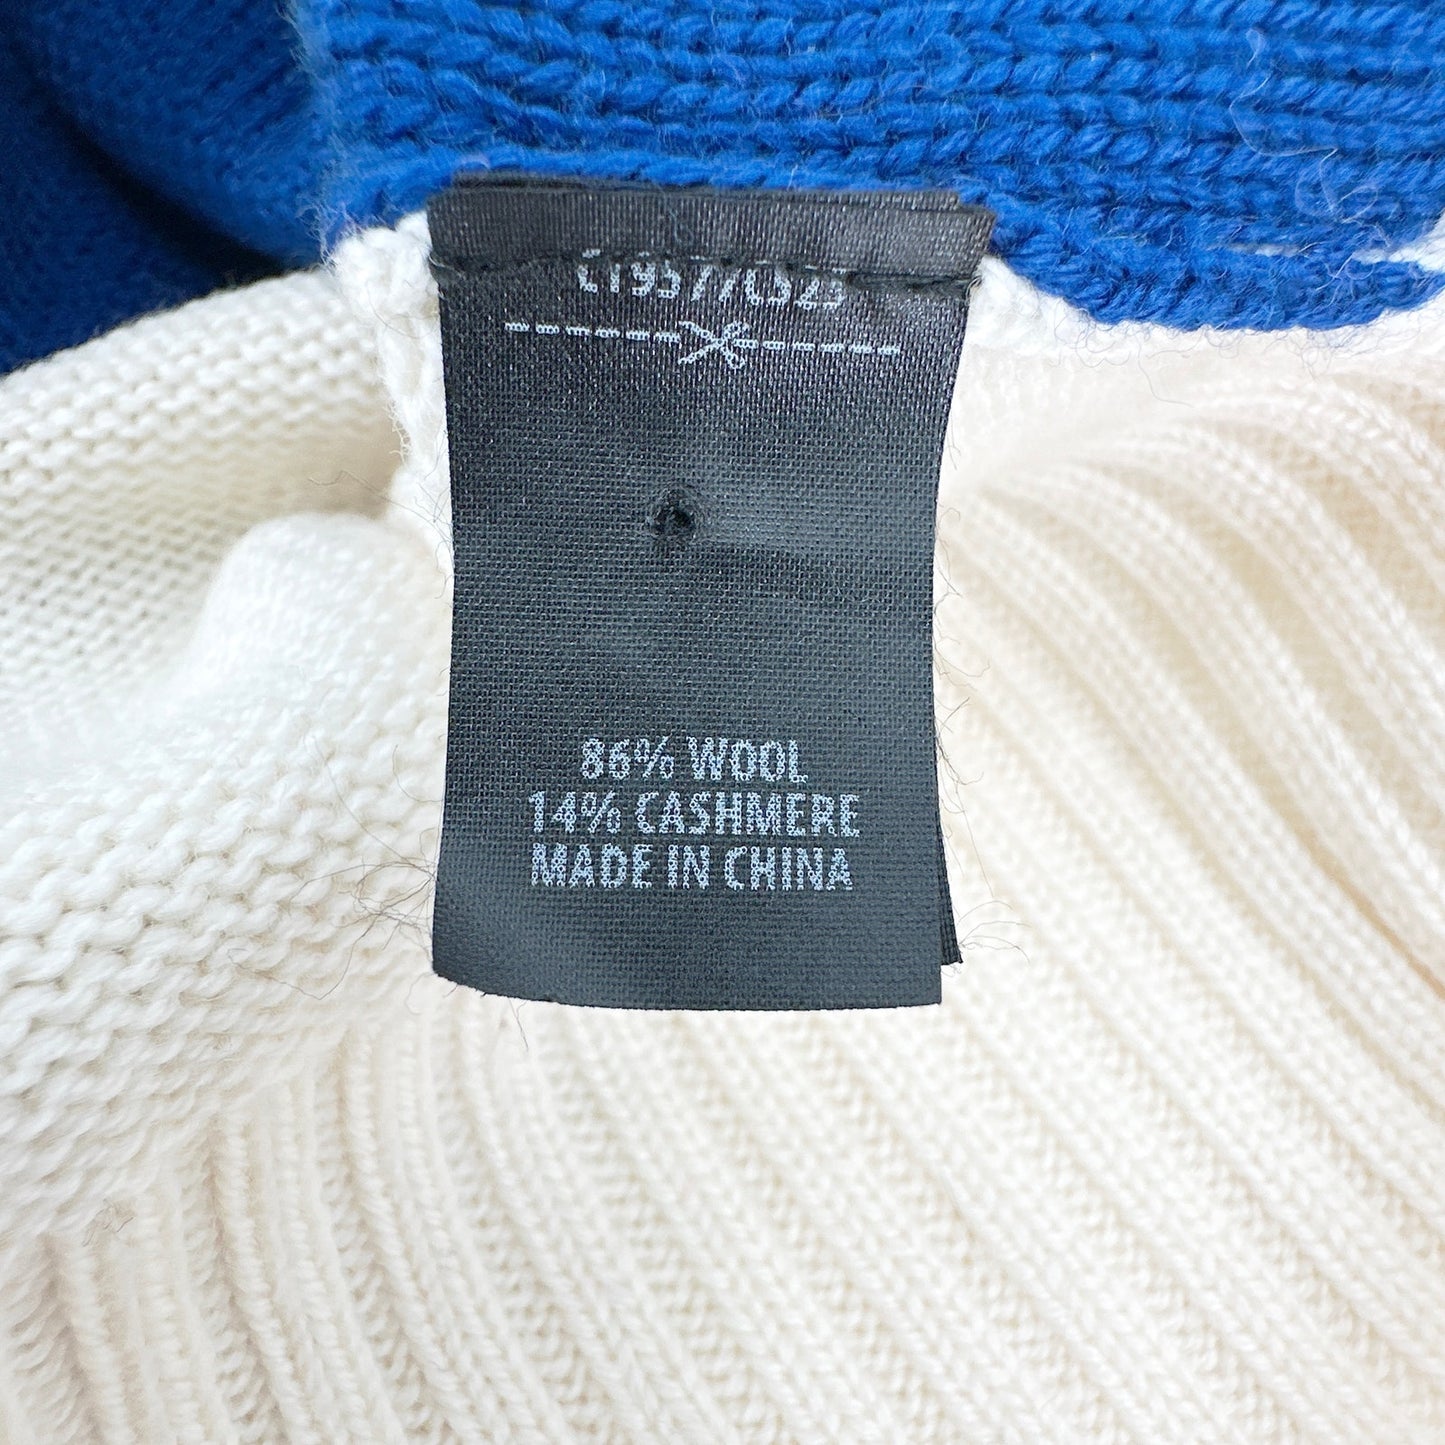 86% WOOL
14% CASHMERE
MADE IN CHINA